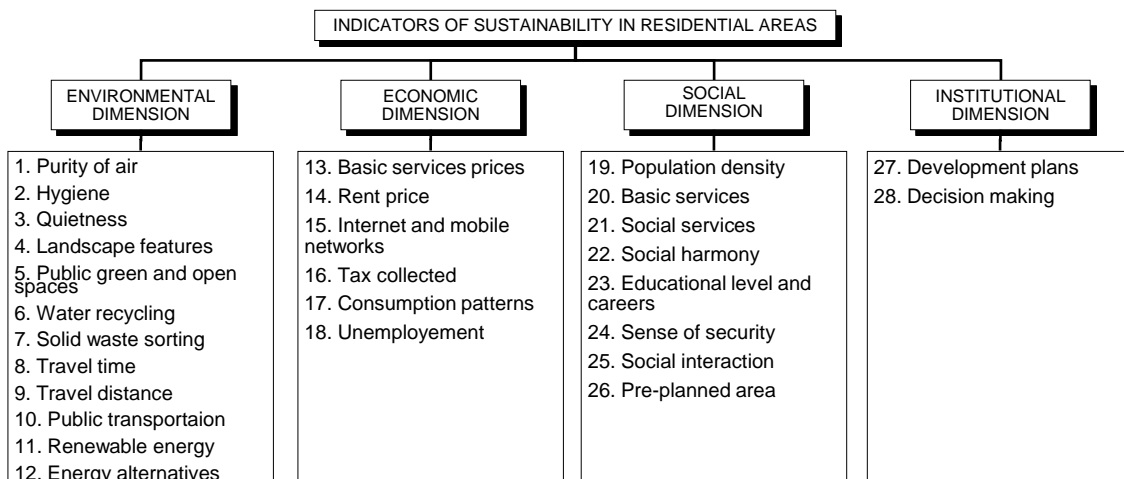 INDICATORS OF SUSTAINABILITY IN RESIDENTIAL AREAS
ENVIRONMENTAL
DIMENSION
1. Purity of air
2. Hygiene
3. Quietness
4. Landscape features
5. Public green and open
spaces
6. Water recycling
7. Solid waste sorting
8. Travel time
9. Travel distance
10. Public transportaion
11. Renewable energy
12. Energy alternatives
ECONOMIC
DIMENSION
13. Basic services prices
14. Rent price
15. Internet and mobile
networks
16. Tax collected
17. Consumption patterns
18. Unemployement
SOCIAL
DIMENSION
19. Population density
20. Basic services
21. Social services
22. Social harmony
23. Educational level and
careers
24. Sense of security
25. Social interaction
26. Pre-planned area
INSTITUTIONAL
DIMENSION
27. Development plans
28. Decision making